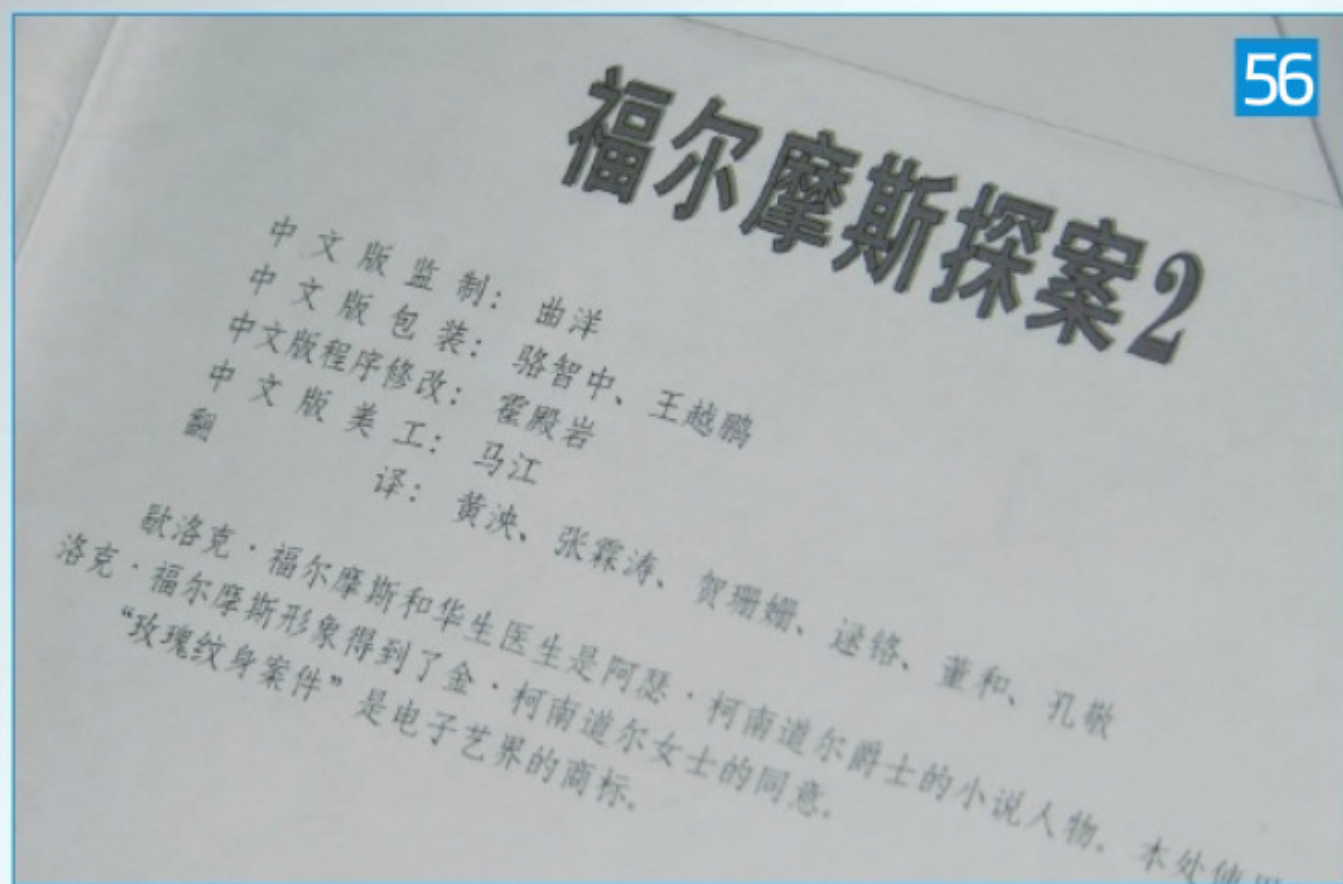 56
福尔摩斯探案2
中文版监制：曲洋
中文版包装：骆智中、王越鹏
中文版程序修改：霍殿岩
中文版美工：马江
翻译：黄泱、张霖涛、贺珊姗、逯铬、董和、孔敬
歇洛克·福尔摩斯和华生医生是阿瑟·柯南道尔爵士的小说人物。本处使用
洛克·福尔摩斯形象得到了金·柯南道尔女士的同意。
“玫瑰纹身案件”是电子艺界的商标。